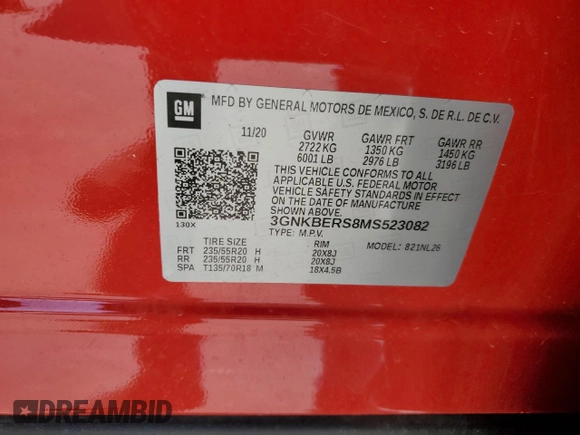 GM
MFD BY GENERAL MOTORS DE MEXICO, S. DE R.L. DE C.V.
11/20 GVWR GAWR FRT GAWR RR
2722 KG 1350 KG 1450 KG
6001 LB 2976 LB 3196 LB
THIS VEHICLE CONFORMS TO ALL
APPLICABLE U.S. FEDERAL MOTOR
VEHICLE SAFETY STANDARDS IN EFFECT
ON THE DATE OF MANUFACTURE
SHOWN ABOVE
3GNKBERS8MS523082
130X
TYPE: M.P.V. MODEL: 821NL26
TIRE SIZE RIM
FRT 235/55R20 H 20X8J
RR 235/55R20 H 20X8J
SPA T135/70R18 M 18X4.5B
DREAMBID